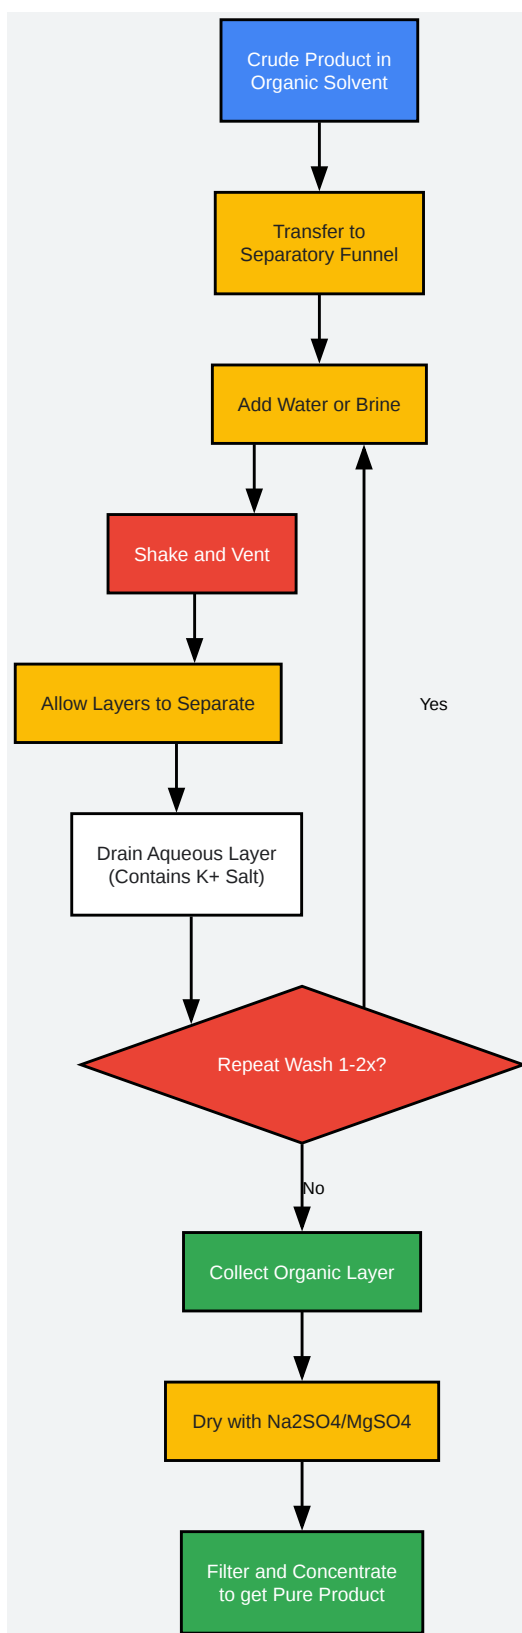 Crude Product in
Organic Solvent
Transfer to
Separatory Funnel
Add Water or Brine
Shake and Vent
Allow Layers to Separate
Yes
Drain Aqueous Layer
(Contains K+ Salt)
Repeat Wash 1-2x?
No
Collect Organic Layer
Dry with Na2SO4/MgSO4
Filter and Concentrate
to get Pure Product